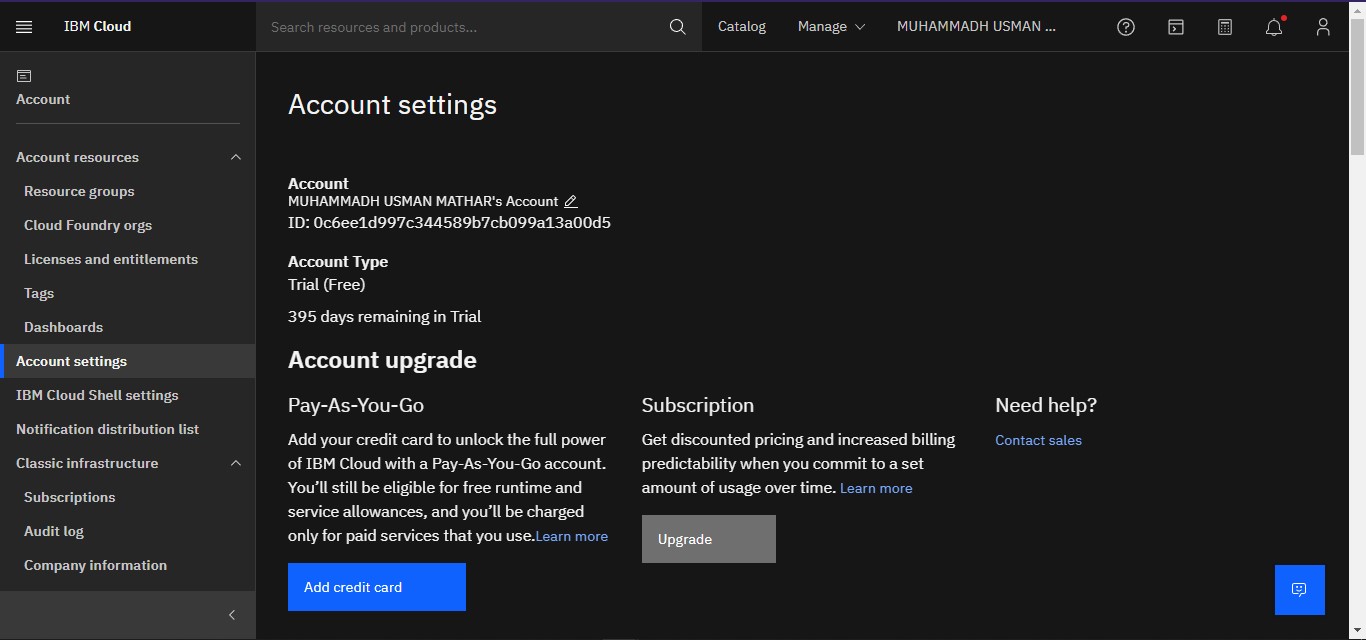 IBM Cloud
Search resources and products...
Catalog
Manage
MUHAMMADH USMAN ...
Account
Account resources
Resource groups
Cloud Foundry orgs
Licenses and entitlements
Tags
Dashboards
Account settings
IBM Cloud Shell settings
Notification distribution list
Classic infrastructure
Subscriptions
Audit log
Company information
Account settings
Account
MUHAMMADH USMAN MATHAR's Account
ID: 0c6ee1d997c344589b7cb099a13a00d5
Account Type
Trial (Free)
395 days remaining in Trial
Account upgrade
Pay-As-You-Go
Add your credit card to unlock the full power
of IBM Cloud with a Pay-As-You-Go account.
You’ll still be eligible for free runtime and
service allowances, and you’ll be charged
only for paid services that you use.Learn more
Add credit card
Subscription
Get discounted pricing and increased billing
predictability when you commit to a set
amount of usage over time. Learn more
Upgrade
Need help?
Contact sales